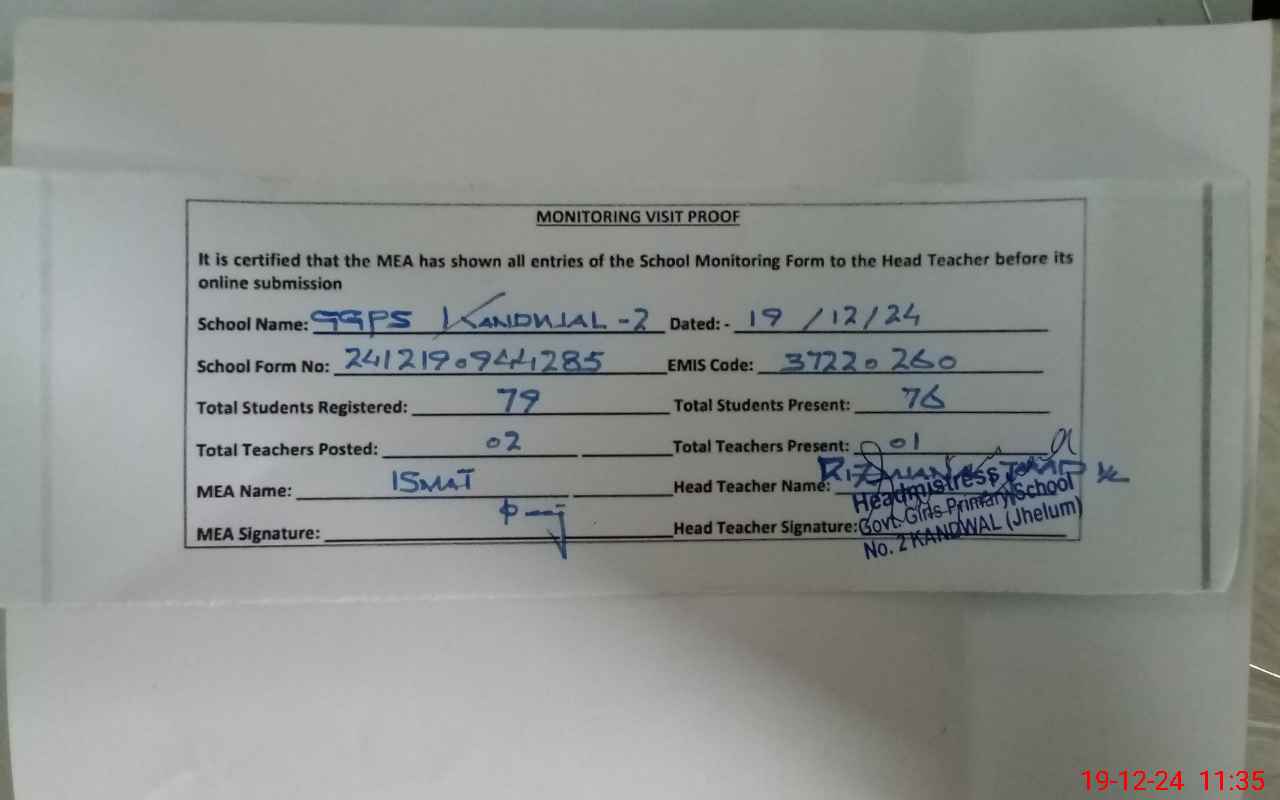 MONITORING VISIT PROOF
It is certified that the MEA has shown all entries of the School Monitoring Form to the Head Teacher before its
online submission
School Name: GGPS KANDWAL -2 Dated: - 19 /12/24
School Form No: 2412190944285 EMIS Code: 37220260
Total Students Registered: 79 Total Students Present: 76
Total Teachers Posted: 02 Total Teachers Present: 01
MEA Name: ISMAT Head Teacher Name:
MEA Signature: Head Teacher Signature:
Headmistress
Govt. Girls Primary School
No. 2 KANDWAL (Jhelum)
19-12-24 11:35